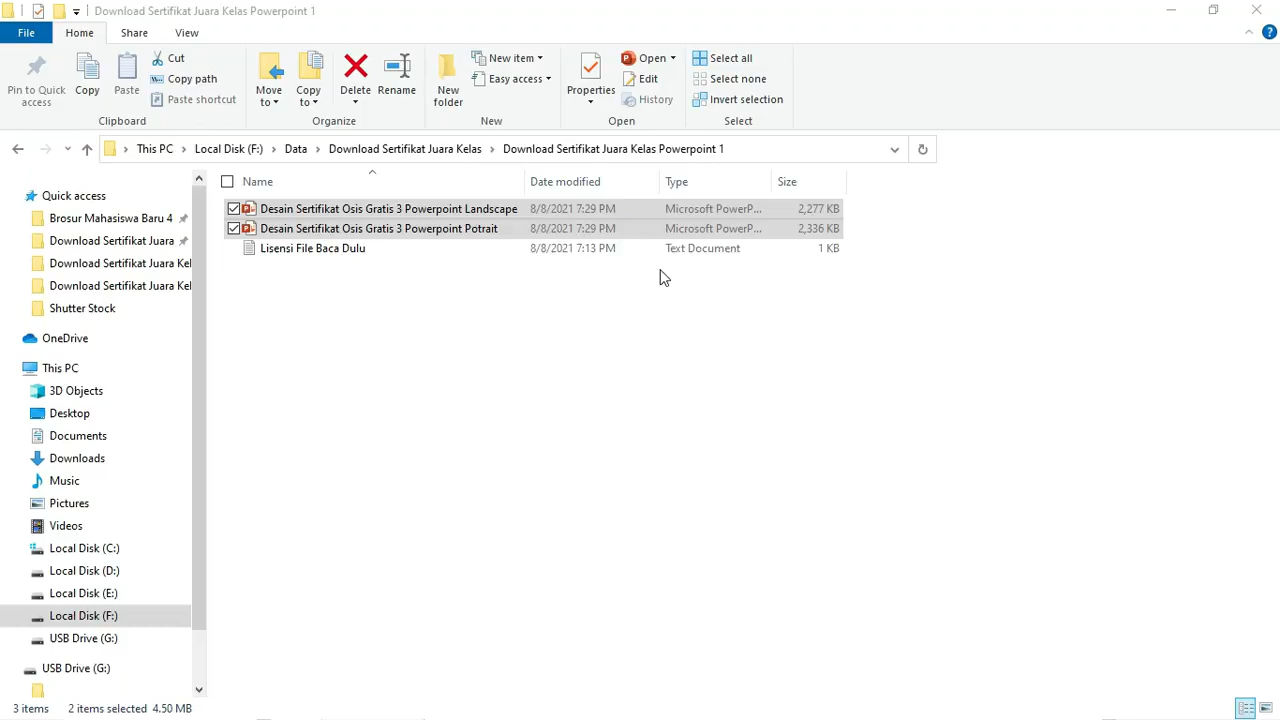 Download Sertifikat Juara Kelas Powerpoint 1
File Home Share View
Pin to Quick access
Copy
Paste
Cut
Copy path
Paste shortcut
Clipboard
Move to
Copy to
Delete
Rename
Organize
New folder
New item
Easy access
New
Properties
Open
Edit
History
Open
Select all
Select none
Invert selection
Select
This PC > Local Disk (F:) > Data > Download Sertifikat Juara Kelas > Download Sertifikat Juara Kelas Powerpoint 1
Name Date modified Type Size
Desain Sertifikat Osis Gratis 3 Powerpoint Landscape 8/8/2021 7:29 PM Microsoft PowerP... 2,277 KB
Desain Sertifikat Osis Gratis 3 Powerpoint Potrait 8/8/2021 7:29 PM Microsoft PowerP... 2,336 KB
Lisensi File Baca Dulu 8/8/2021 7:13 PM Text Document 1 KB
Quick access
Brosur Mahasiswa Baru 4
Download Sertifikat Juara
Download Sertifikat Juara Kel
Download Sertifikat Juara Kel
Shutter Stock
OneDrive
This PC
3D Objects
Desktop
Documents
Downloads
Music
Pictures
Videos
Local Disk (C:)
Local Disk (D:)
Local Disk (E:)
Local Disk (F:)
USB Drive (G:)
USB Drive (G:)
3 items 2 items selected 4.50 MB